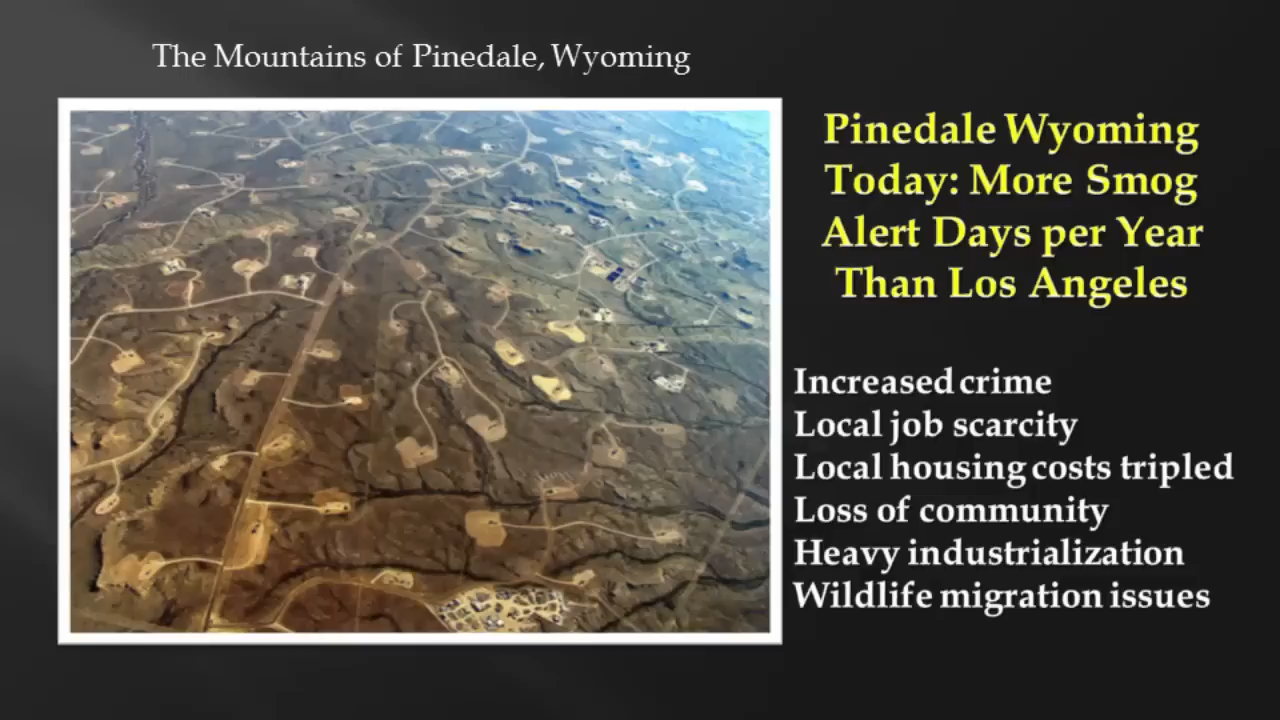 The Mountains of Pinedale, Wyoming
Pinedale Wyoming
Today: More Smog
Alert Days per Year
Than Los Angeles
Increased crime
Local job scarcity
Local housing costs tripled
Loss of community
Heavy industrialization
Wildlife migration issues